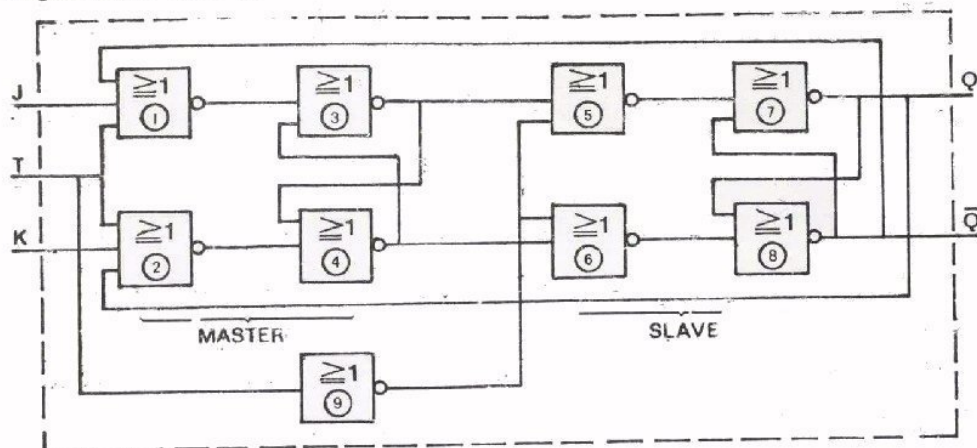 J ≧1 ① ≧1 ③ ≧1 ⑤ ≧1 ⑦ Q
T
K ≧1 ② ≧1 ④ ≧1 ⑥ ≧1 ⑧ Q̅
MASTER SLAVE
≧1 ⑨